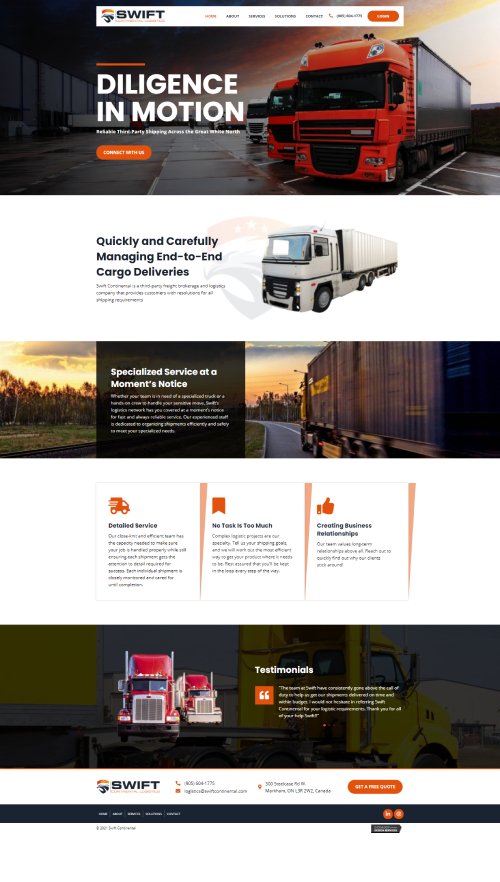 SWIFT
CONTINENTAL LOGISTICS
HOME ABOUT SERVICES SOLUTIONS CONTACT (905) 604-1775 LOGIN
DILIGENCE
IN MOTION
Reliable Third-Party Shipping Across the Great White North
CONNECT WITH US
Quickly and Carefully
Managing End-to-End
Cargo Deliveries
Swift Continental is a third-party freight brokerage and logistics
company that provides customers with resolutions for all
shipping requirements
Specialized Service at a
Moment's Notice
Whether your team is in need of a specialized truck or a
hands-on crew to handle your sensitive move, Swift's
logistics network has you covered at a moment's notice
for fast and always reliable service. Our experienced staff
is dedicated to organizing shipments efficiently and safely
to meet your specialized needs.
Detailed Service
Our close-knit and efficient team has
the capacity needed to make sure
your job is handled properly while still
ensuring each shipment gets the
attention to detail required for
success. Each individual shipment is
closely monitored and cared for
until completion.
No Task Is Too Much
Complex logistic projects are our
specialty. Tell us your shipping goals,
and we will work out the most efficient
way to get your product where it needs
to be. Rest assured that you'll be kept
in the loop every step of the way.
Creating Business
Relationships
Our team values long-term
relationships above all. Reach out to
quickly find out why our clients
stick around!
Testimonials
"The team at Swift have consistently gone above the call of
duty to help us get our shipments delivered on time and
within budget. I would not hesitate in referring Swift
Continental for your logistic requirements. Thank you for all
of your help Swift!"
SWIFT
CONTINENTAL LOGISTICS
(905) 604-1775
logistics@swiftcontinental.com
300 Steelcase Rd W.
Markham, ON L3R 2W2, Canada
GET A FREE QUOTE
HOME ABOUT SERVICES SOLUTIONS CONTACT
© 2021 Swift Continental